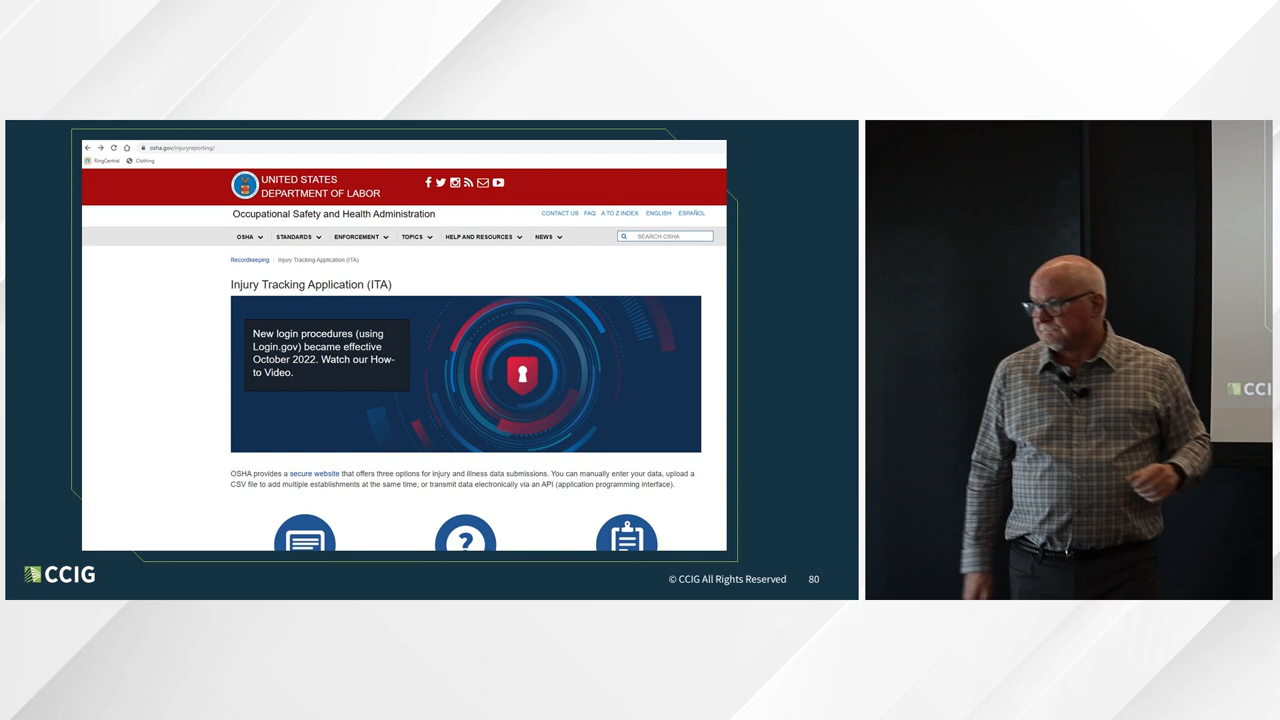 osha.gov/injuryreporting/
RingCentral
Clothing
UNITED STATES
DEPARTMENT OF LABOR
Occupational Safety and Health Administration
CONTACT US FAQ A TO Z INDEX ENGLISH ESPAÑOL
OSHA STANDARDS ENFORCEMENT TOPICS HELP AND RESOURCES NEWS
SEARCH OSHA
Recordkeeping / Injury Tracking Application (ITA)
Injury Tracking Application (ITA)
New login procedures (using
Login.gov) became effective
October 2022. Watch our How-
to Video.
OSHA provides a secure website that offers three options for injury and illness data submissions. You can manually enter your data, upload a
CSV file to add multiple establishments at the same time, or transmit data electronically via an API (application programming interface).
CCIG
© CCIG All Rights Reserved 80
CCI